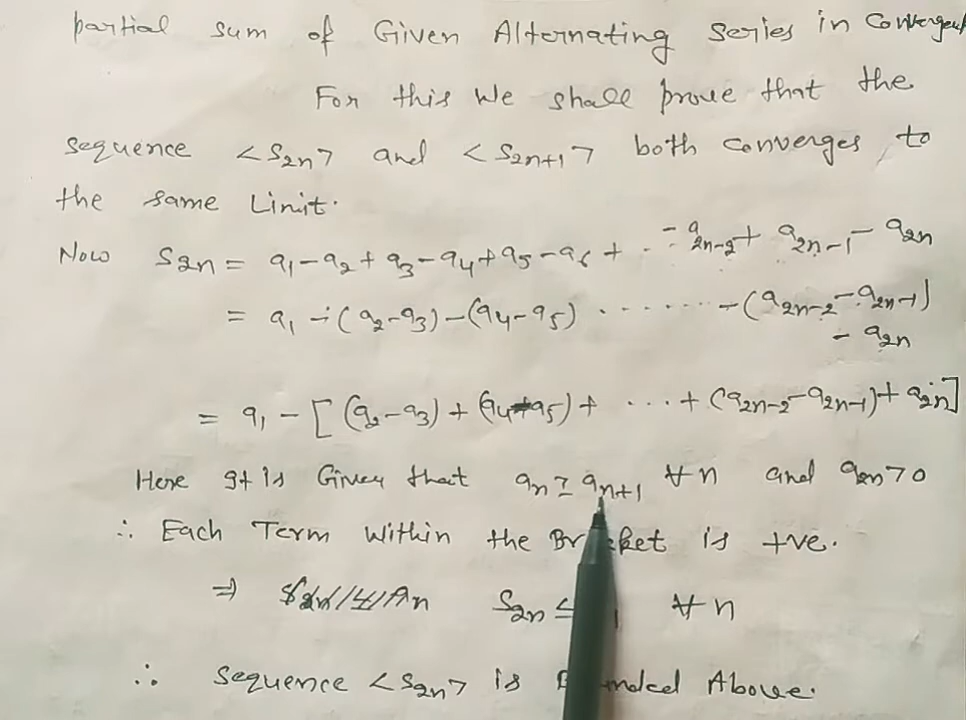 partial sum of Given Alternating Series in Convergent
For this We shall prove that the
sequence <S₂ₙ> and <S₂ₙ₊₁> both converges to
the same Limit.
Now S₂ₙ = a₁ - a₂ + a₃ - a₄ + a₅ - a₆ + . . - a₂ₙ₋₂ + a₂ₙ₋₁ - a₂ₙ
= a₁ - (a₂ - a₃) - (a₄ - a₅) . . . . . . . - (a₂ₙ₋₂ - a₂ₙ₋₁)
- a₂ₙ
= a₁ - [(a₂ - a₃) + (a₄ - a₅) + . . . + (a₂ₙ₋₂ - a₂ₙ₋₁) + a₂ₙ]
Here It is Given that aₙ ≥ aₙ₊₁ ∀ n and a₂ₙ > 0
∴ Each Term Within the Bracket is +ve.
⇒ S₂ₙ ≤ ∀ n
∴ Sequence <S₂ₙ> is Bounded Above.